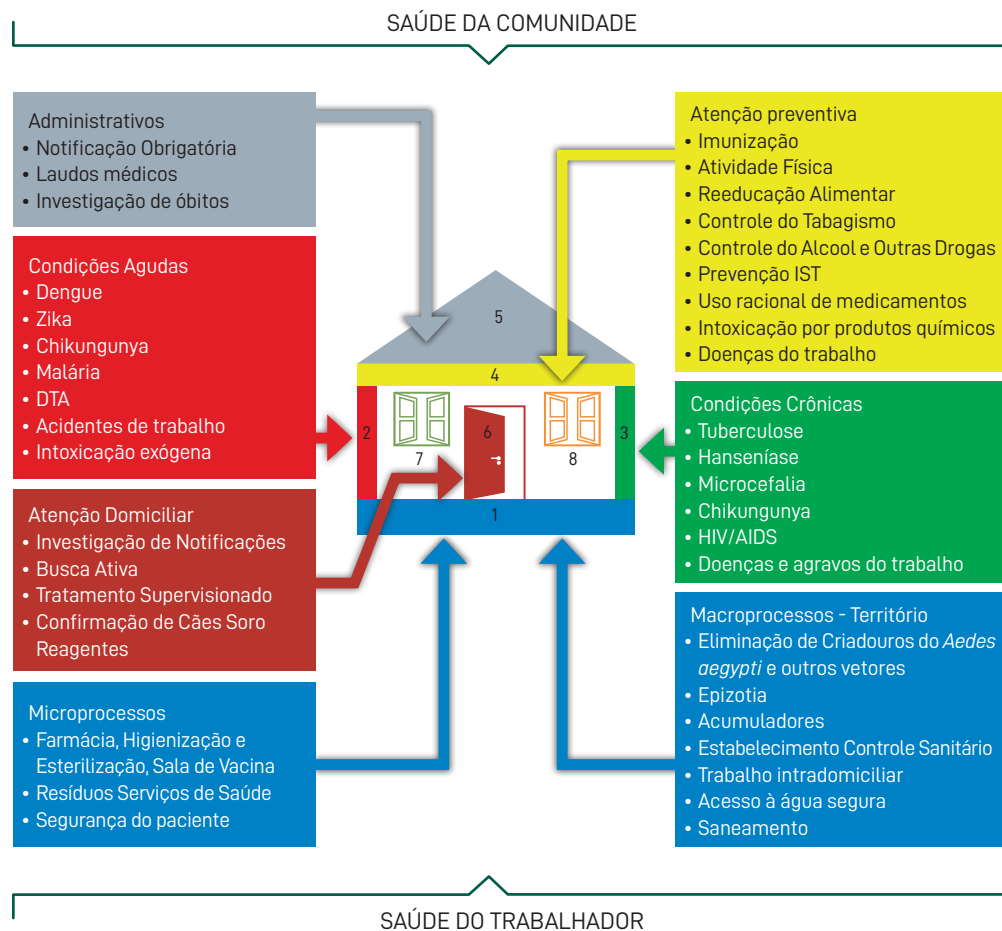 SAÚDE DA COMUNIDADE
Administrativos
• Notificação Obrigatória
• Laudos médicos
• Investigação de óbitos
Condições Agudas
• Dengue
• Zika
• Chikungunya
• Malária
• DTA
• Acidentes de trabalho
• Intoxicação exógena
Atenção Domiciliar
• Investigação de Notificações
• Busca Ativa
• Tratamento Supervisionado
• Confirmação de Cães Soro
Reagentes
Microprocessos
• Farmácia, Higienização e
Esterilização, Sala de Vacina
• Resíduos Serviços de Saúde
• Segurança do paciente
5
4
2
6
3
7
8
1
Atenção preventiva
• Imunização
• Atividade Física
• Reeducação Alimentar
• Controle do Tabagismo
• Controle do Alcool e Outras Drogas
• Prevenção IST
• Uso racional de medicamentos
• Intoxicação por produtos químicos
• Doenças do trabalho
Condições Crônicas
• Tuberculose
• Hanseníase
• Microcefalia
• Chikungunya
• HIV/AIDS
• Doenças e agravos do trabalho
Macroprocessos - Território
• Eliminação de Criadouros do Aedes
aegypti e outros vetores
• Epizotia
• Acumuladores
• Estabelecimento Controle Sanitário
• Trabalho intradomiciliar
• Acesso à água segura
• Saneamento
SAÚDE DO TRABALHADOR